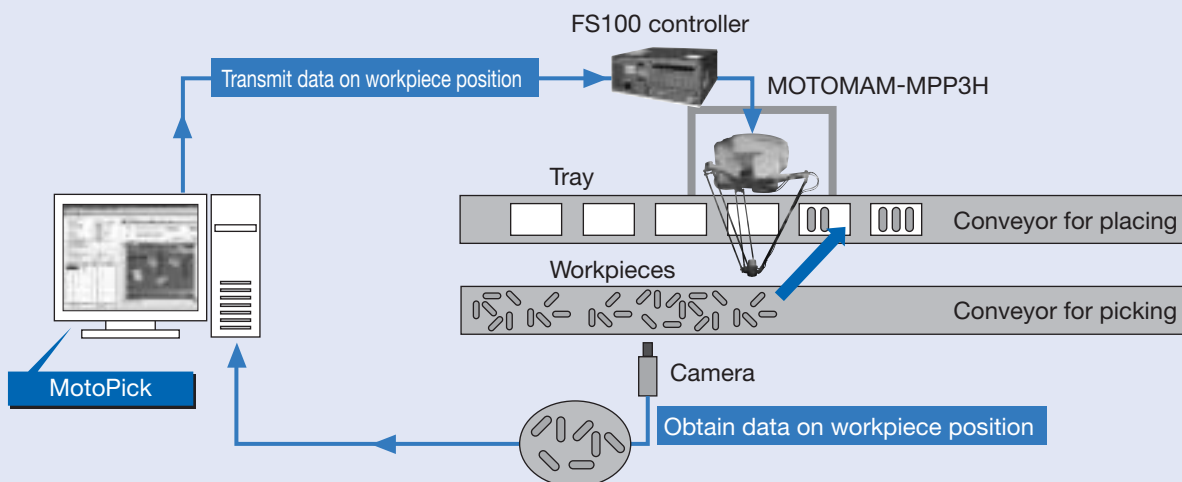 FS100 controller
Transmit data on workpiece position
MOTOMAM-MPP3H
Tray
Conveyor for placing
Workpieces
Conveyor for picking
MotoPick
Camera
Obtain data on workpiece position